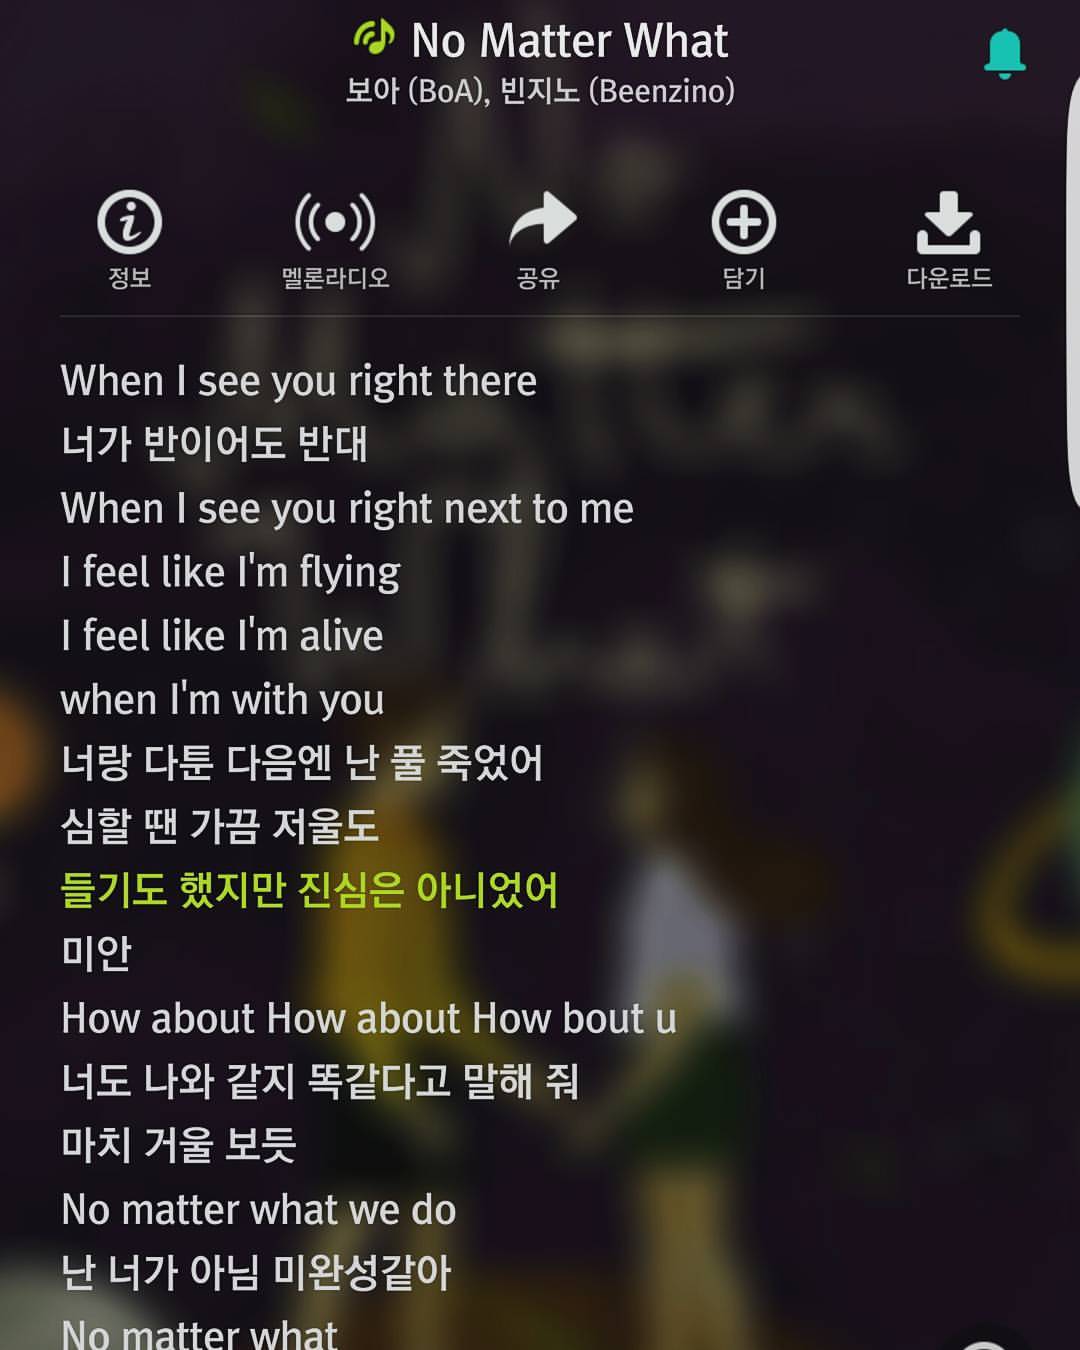 No Matter What
보아 (BoA), 빈지노 (Beenzino)
정보 멜론라디오 공유 담기 다운로드
When I see you right there
너가 반이어도 반대
When I see you right next to me
I feel like I'm flying
I feel like I'm alive
when I'm with you
너랑 다툰 다음엔 난 풀 죽었어
심할 땐 가끔 저울도
들기도 했지만 진심은 아니었어
미안
How about How about How bout u
너도 나와 같지 똑같다고 말해 줘
마치 거울 보듯
No matter what we do
난 너가 아님 미완성같아
No matter what